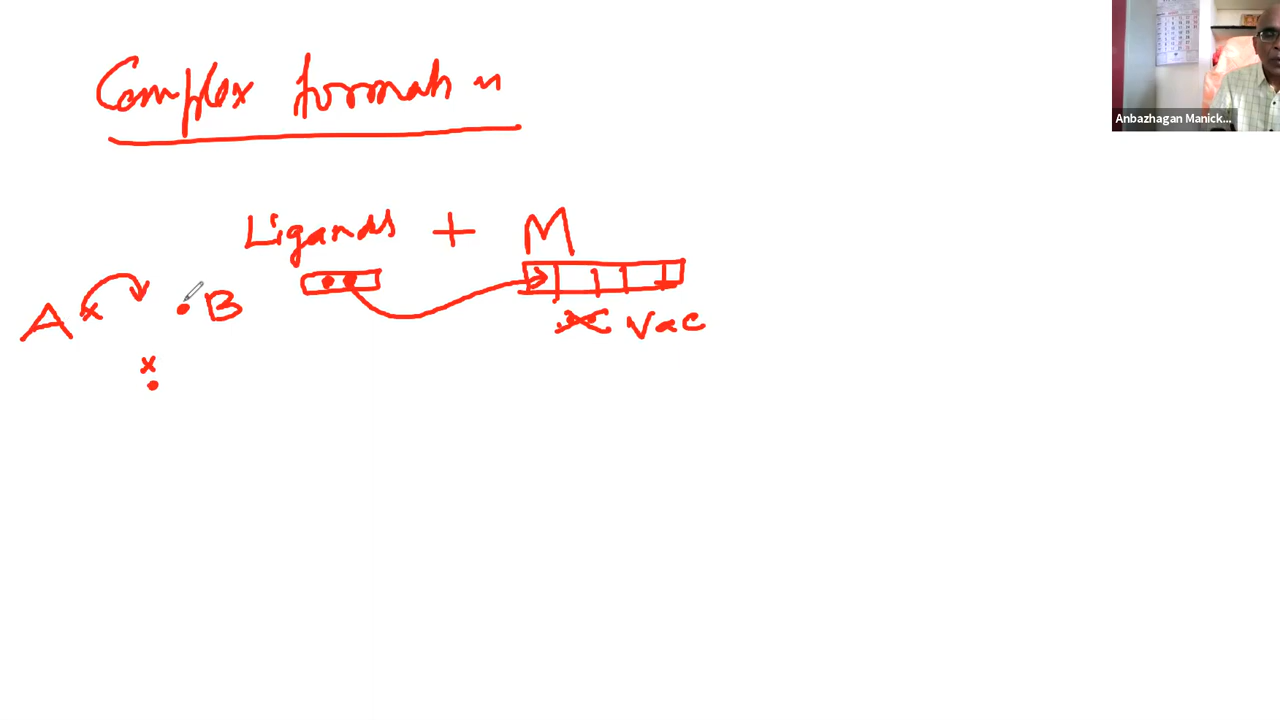 Complex formation
Ligands + M
A x • B
vac
x
Anbazhagan Manick...